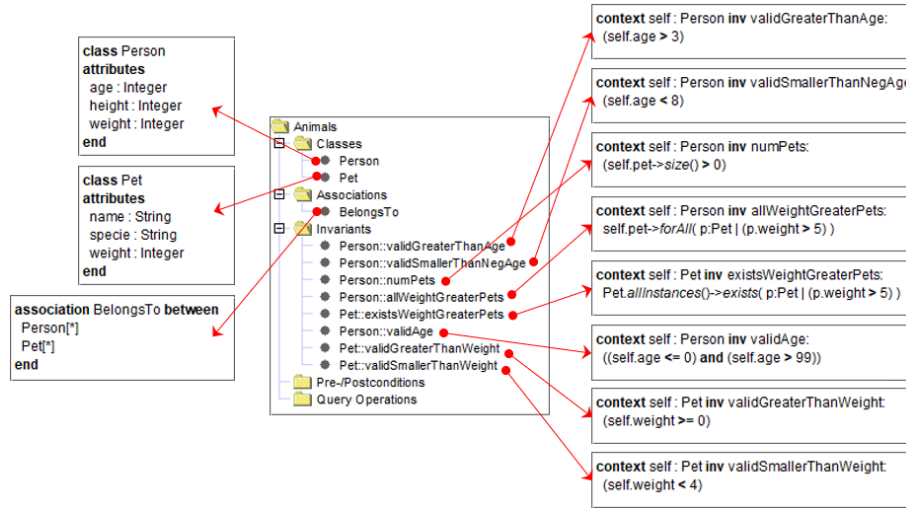 class Person
attributes
age : Integer
height : Integer
weight : Integer
end
class Pet
attributes
name : String
specie : String
weight : Integer
end
association BelongsTo between
Person[*]
Pet[*]
end
Animals
Classes
Person
Pet
Associations
BelongsTo
Invariants
Person::validGreaterThanAge
Person::validSmallerThanNegAge
Person::numPets
Person::allWeightGreaterPets
Pet::existsWeightGreaterPets
Person::validAge
Pet::validGreaterThanWeight
Pet::validSmallerThanWeight
Pre-/Postconditions
Query Operations
context self : Person inv validGreaterThanAge:
(self.age > 3)
context self : Person inv validSmallerThanNegAge
(self.age < 8)
context self : Person inv numPets:
(self.pet->size() > 0)
context self : Person inv allWeightGreaterPets:
self.pet->forAll( p:Pet | (p.weight > 5) )
context self : Pet inv existsWeightGreaterPets:
Pet.allInstances()->exists( p:Pet | (p.weight > 5) )
context self : Person inv validAge:
((self.age <= 0) and (self.age > 99))
context self : Pet inv validGreaterThanWeight:
(self.weight >= 0)
context self : Pet inv validSmallerThanWeight:
(self.weight < 4)